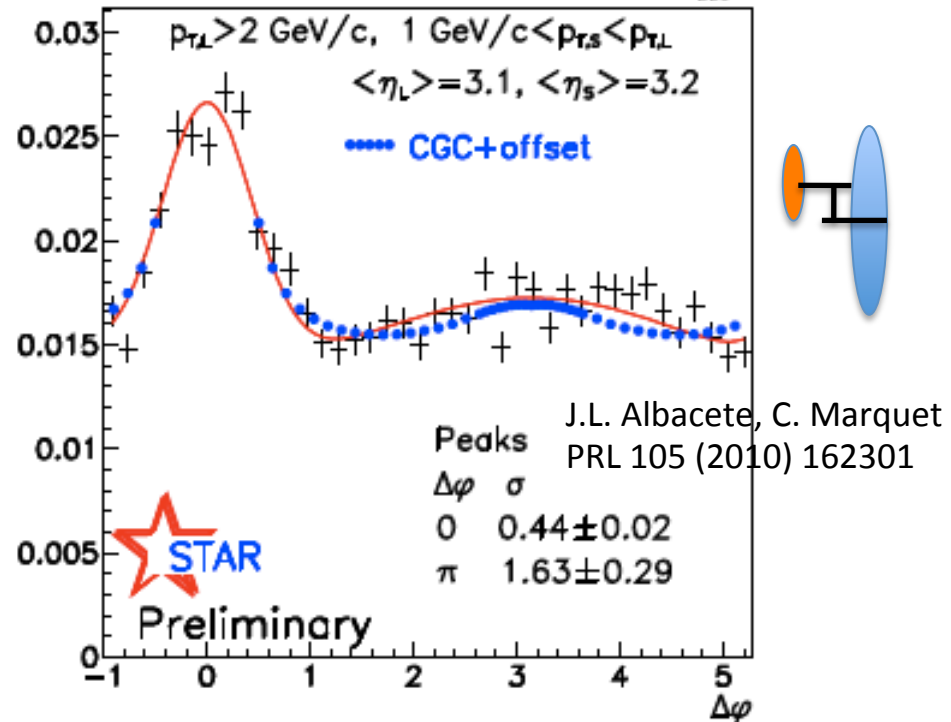 p_T,L>2 GeV/c, 1 GeV/c<p_T,S<p_T,L
<η_L>=3.1, <η_S>=3.2
CGC+offset
0.03
0.025
0.02
0.015
0.01
0.005
0
J.L. Albacete, C. Marquet
PRL 105 (2010) 162301
Peaks
Δφ σ
0 0.44±0.02
π 1.63±0.29
STAR
Preliminary
−1 0 1 2 3 4 5
Δφ